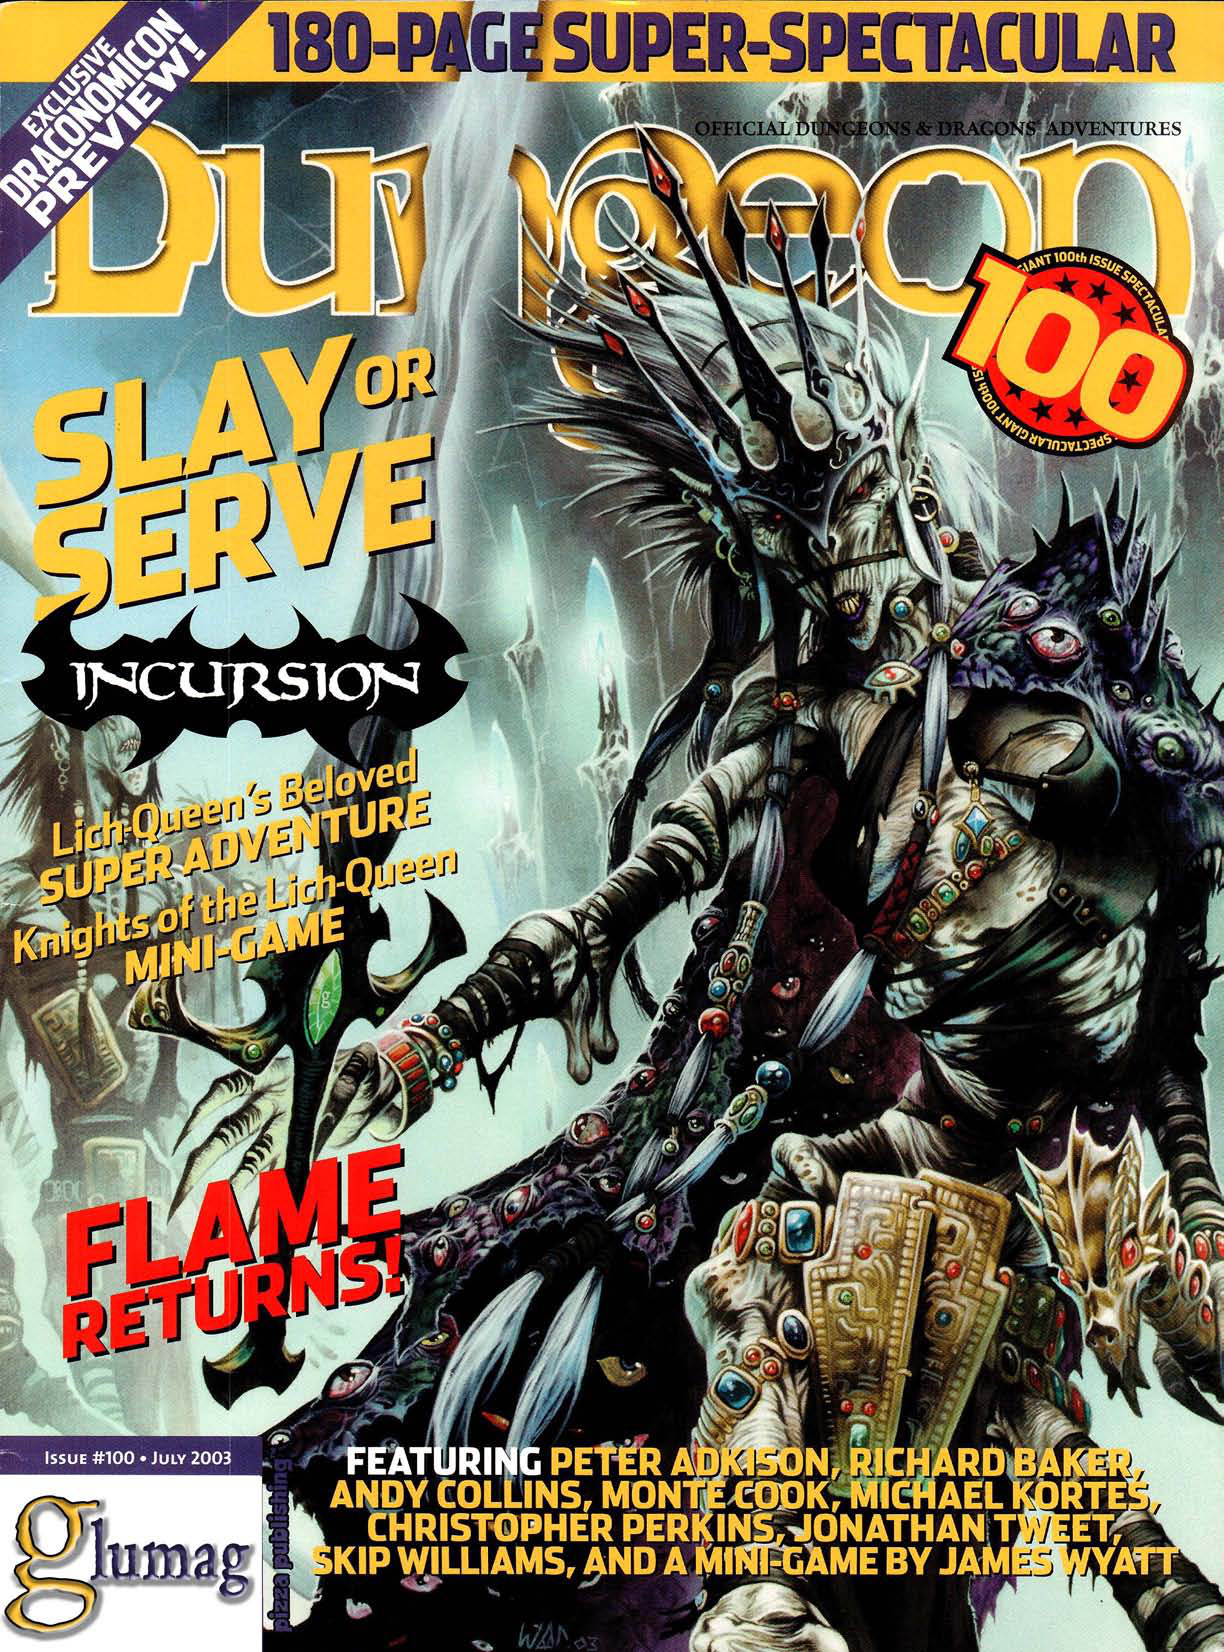 EXCLUSIVE
DRACONOMICON
PREVIEW!
180-PAGE SUPER-SPECTACULAR
OFFICIAL DUNGEONS & DRAGONS® ADVENTURES
Dungeon
GIANT 100th ISSUE SPECTACULAR
100
SPECTACULAR GIANT 100th ISS
SLAY OR
SERVE
INCURSION
Lich-Queen's Beloved
SUPER ADVENTURE
Knights of the Lich-Queen
MINI-GAME
g
FLAME
RETURNS!
ISSUE #100 • JULY 2003
glumag
pizza publishing
FEATURING PETER ADKISON, RICHARD BAKER,
ANDY COLLINS, MONTE COOK, MICHAEL KORTES,
CHRISTOPHER PERKINS, JONATHAN TWEET,
SKIP WILLIAMS, AND A MINI-GAME BY JAMES WYATT